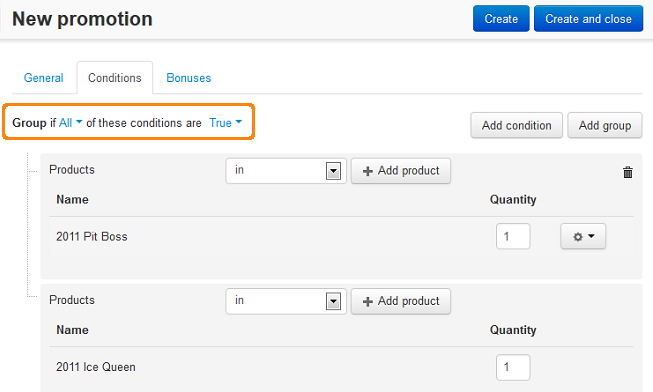 New promotion
Create
Create and close
General
Conditions
Bonuses
Group if All of these conditions are True
Add condition
Add group
Products
in
Add product
Name
Quantity
2011 Pit Boss
1
Products
in
Add product
Name
Quantity
2011 Ice Queen
1